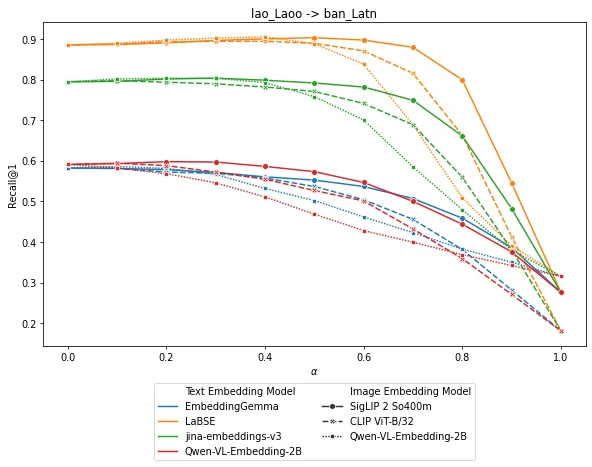 lao_Laoo -> ban_Latn
Recall@1
0.9
0.8
0.7
0.6
0.5
0.4
0.3
0.2
0.0 0.2 0.4 0.6 0.8 1.0
α
Text Embedding Model Image Embedding Model
EmbeddingGemma SigLIP 2 So400m
LaBSE CLIP ViT-B/32
jina-embeddings-v3 Qwen-VL-Embedding-2B
Qwen-VL-Embedding-2B